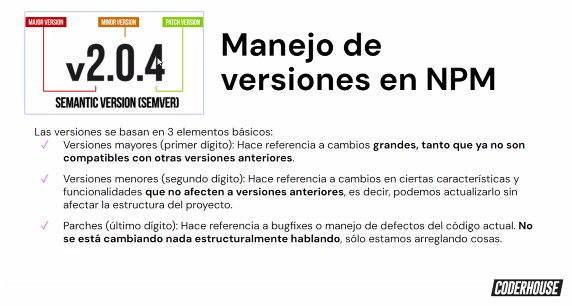 MAJOR VERSION
MINOR VERSION
PATCH VERSION
v2.0.4
SEMANTIC VERSION (SEMVER)
Manejo de
versiones en NPM
Las versiones se basan en 3 elementos básicos:
Versiones mayores (primer dígito): Hace referencia a cambios grandes, tanto que ya no son
compatibles con otras versiones anteriores.
Versiones menores (segundo dígito): Hace referencia a cambios en ciertas características y
funcionalidades que no afecten a versiones anteriores, es decir, podemos actualizarlo sin
afectar la estructura del proyecto.
Parches (último dígito): Hace referencia a bugfixes o manejo de defectos del código actual. No
se está cambiando nada estructuralmente hablando, sólo estamos arreglando cosas.
CODERHOUSE